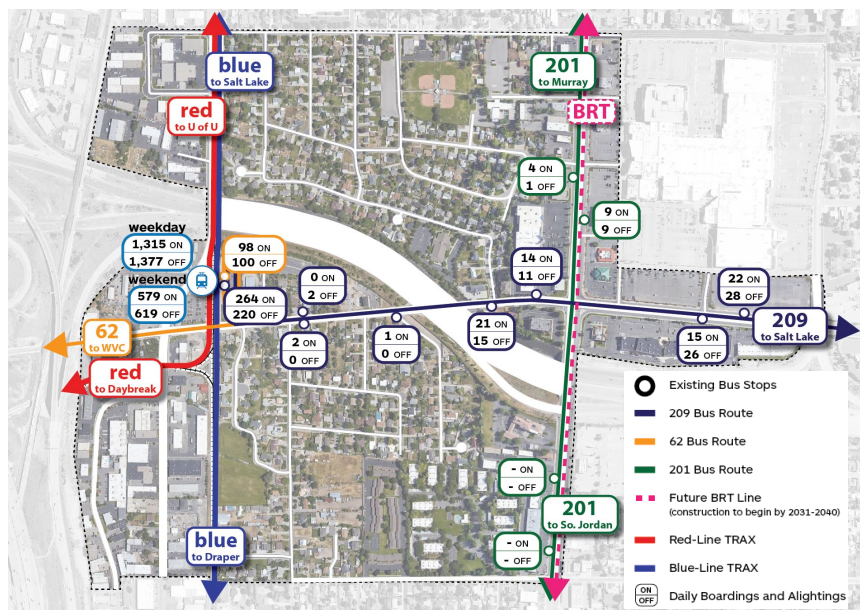 blue
to Salt Lake
201
to Murray
red
to U of U
BRT
4 ON
1 OFF
9 ON
9 OFF
weekday
1,315 ON
1,377 OFF
weekend
579 ON
619 OFF
98 ON
100 OFF
264 ON
220 OFF
0 ON
2 OFF
14 ON
11 OFF
22 ON
28 OFF
62
to WVC
2 ON
0 OFF
1 ON
0 OFF
21 ON
15 OFF
15 ON
26 OFF
209
to Salt Lake
red
to Daybreak
- ON
- OFF
201
to So. Jordan
- ON
- OFF
blue
to Draper
Existing Bus Stops
209 Bus Route
62 Bus Route
201 Bus Route
Future BRT Line
(construction to begin by 2031-2040)
Red-Line TRAX
Blue-Line TRAX
ON
OFF
Daily Boardings and Alightings